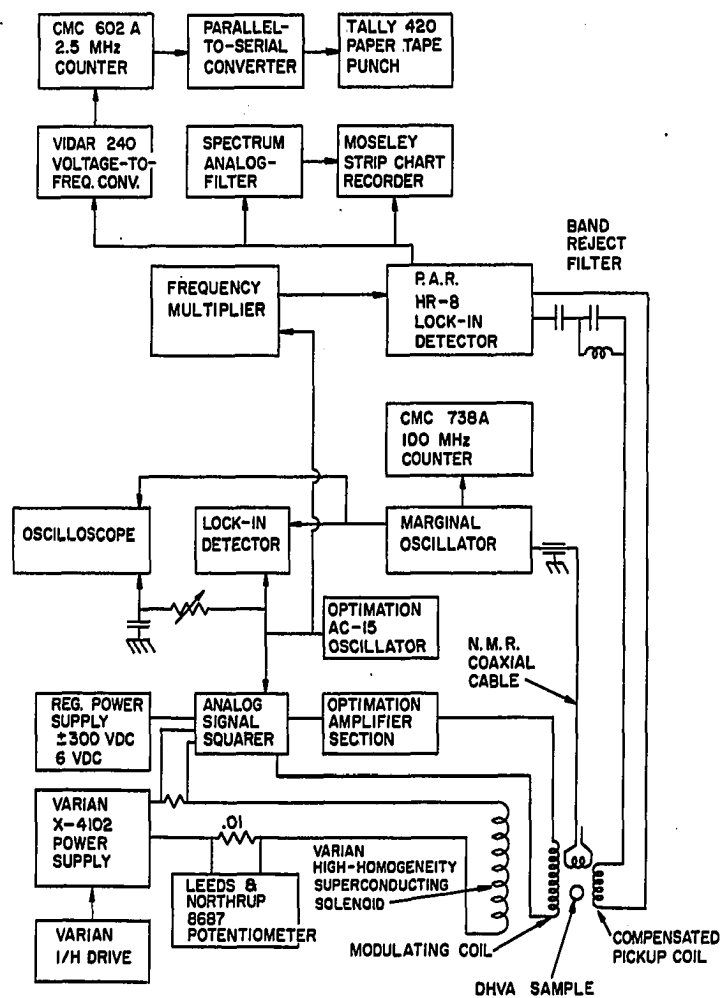 CMC 602A
2.5 MHz
COUNTER
PARALLEL-
TO-SERIAL
CONVERTER
TALLY 420
PAPER TAPE
PUNCH
VIDAR 240
VOLTAGE-TO-
FREQ. CONV.
SPECTRUM
ANALOG-
FILTER
MOSELEY
STRIP CHART
RECORDER
BAND
REJECT
FILTER
FREQUENCY
MULTIPLIER
P.A.R.
HR-8
LOCK-IN
DETECTOR
CMC 738A
100 MHz
COUNTER
OSCILLOSCOPE
LOCK-IN
DETECTOR
MARGINAL
OSCILLATOR
OPTIMATION
AC-15
OSCILLATOR
N.M.R.
COAXIAL
CABLE
REG. POWER
SUPPLY
±300 VDC
6 VDC
ANALOG
SIGNAL
SQUARER
OPTIMATION
AMPLIFIER
SECTION
VARIAN
X-4102
POWER
SUPPLY
.01
VARIAN
HIGH-HOMOGENEITY
SUPERCONDUCTING
SOLENOID
LEEDS &
NORTHRUP
8687
POTENTIOMETER
VARIAN
I/H DRIVE
MODULATING COIL
COMPENSATED
PICKUP COIL
DHVA SAMPLE